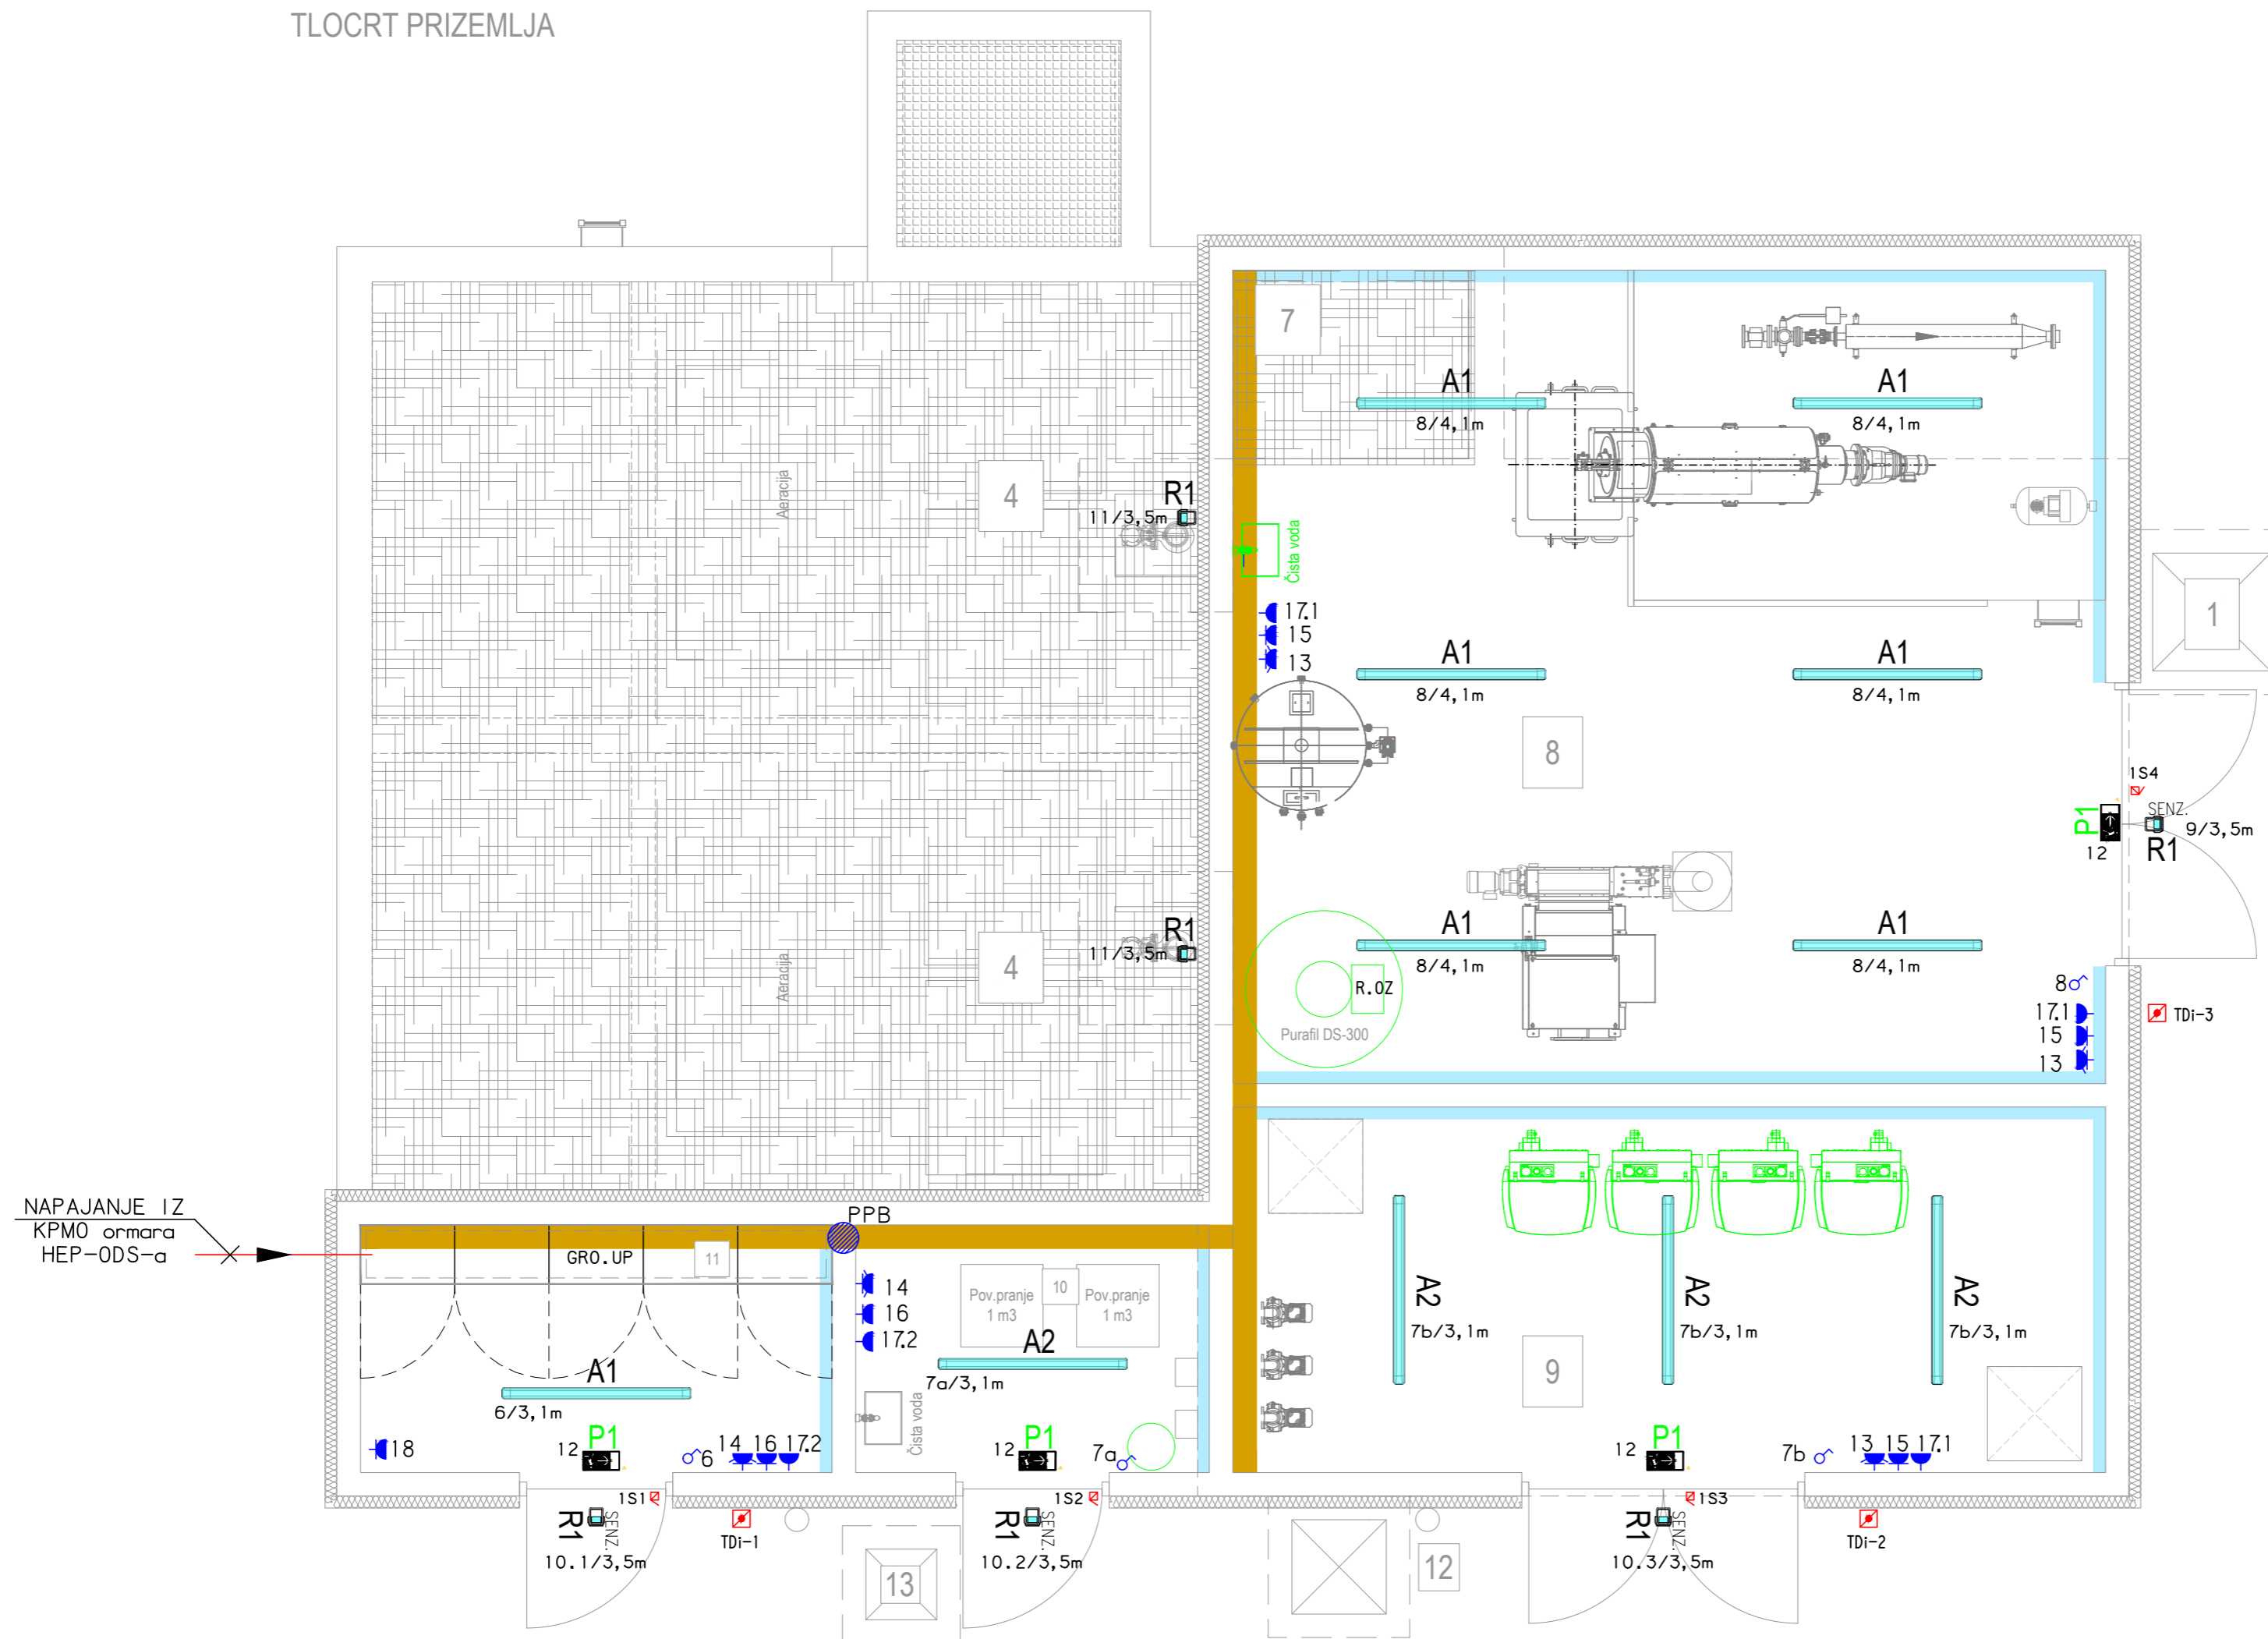 TLOCRT PRIZEMLJA
7
A1
8/4,1m
A1
8/4,1m
Aeracija
4
R1
11/3,5m
Čista voda
17.1
15
13
1
A1
8/4,1m
A1
8/4,1m
8
1S4
SENZ.
P1
12
R1
9/3,5m
Aeracija
4
R1
11/3,5m
A1
8/4,1m
A1
8/4,1m
R.OZ
Purafil DS-300
8
17.1
15
13
TDi-3
NAPAJANJE IZ
KPMO ormara
HEP-ODS-a
PPB
GRO.UP
11
14
16
17.2
Pov.pranje
1 m3
10
Pov.pranje
1 m3
A2
7a/3,1m
A1
6/3,1m
A2
7b/3,1m
A2
7b/3,1m
A2
7b/3,1m
9
Čista voda
18
P1
12
6
14 16 17.2
P1
12
7a
P1
12
7b
13 15 17.1
1S1
R1
SENZ.
10.1/3,5m
TDi-1
1S2
R1
SENZ.
10.2/3,5m
1S3
R1
SENZ.
10.3/3,5m
TDi-2
13
12